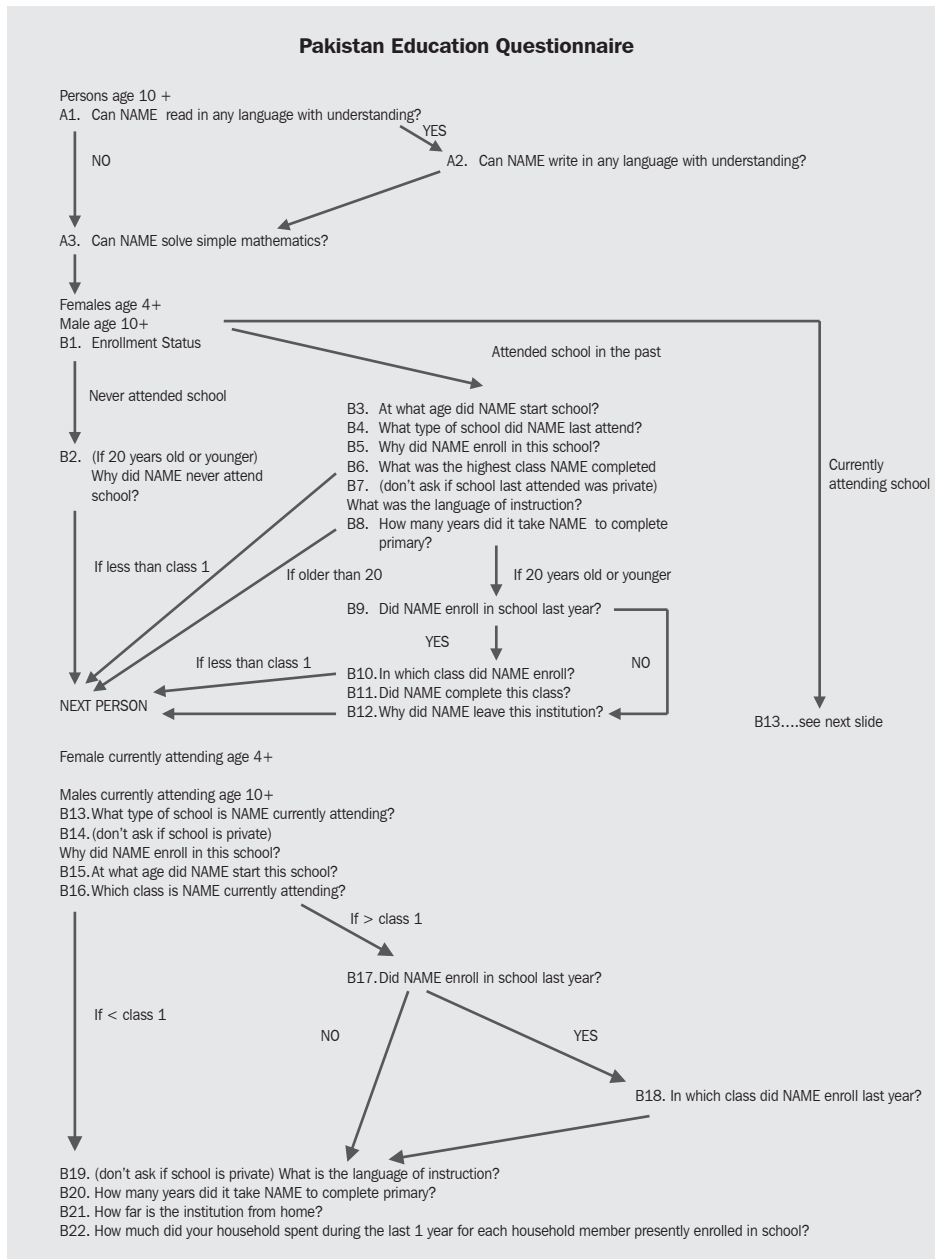 Pakistan Education Questionnaire
Persons age 10 +
A1. Can NAME read in any language with understanding?
YES
NO
A2. Can NAME write in any language with understanding?
A3. Can NAME solve simple mathematics?
Females age 4+
Male age 10+
B1. Enrollment Status
Attended school in the past
Never attended school
B3. At what age did NAME start school?
B4. What type of school did NAME last attend?
B5. Why did NAME enroll in this school?
B6. What was the highest class NAME completed
B7. (don't ask if school last attended was private)
What was the language of instruction?
B8. How many years did it take NAME to complete
primary?
B2. (If 20 years old or younger)
Why did NAME never attend
school?
Currently
attending school
If less than class 1
If older than 20
If 20 years old or younger
B9. Did NAME enroll in school last year?
YES
NO
If less than class 1
B10. In which class did NAME enroll?
B11. Did NAME complete this class?
B12. Why did NAME leave this institution?
NEXT PERSON
B13....see next slide
Female currently attending age 4+
Males currently attending age 10+
B13. What type of school is NAME currently attending?
B14. (don't ask if school is private)
Why did NAME enroll in this school?
B15. At what age did NAME start this school?
B16. Which class is NAME currently attending?
If > class 1
B17. Did NAME enroll in school last year?
If < class 1
NO
YES
B18. In which class did NAME enroll last year?
B19. (don't ask if school is private) What is the language of instruction?
B20. How many years did it take NAME to complete primary?
B21. How far is the institution from home?
B22. How much did your household spent during the last 1 year for each household member presently enrolled in school?